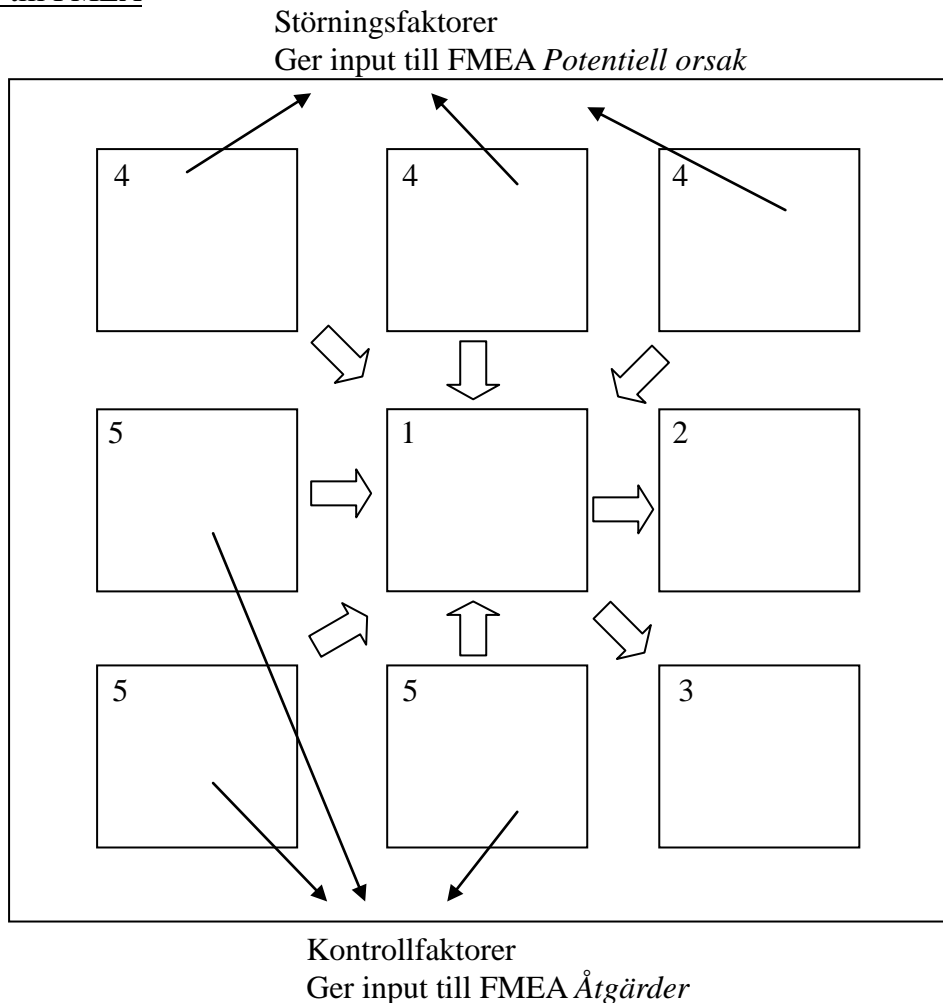 FMEA
Störningsfaktorer
Ger input till FMEA Potentiell orsak
4 4 4
5 1 2
5 5 3
Kontrollfaktorer
Ger input till FMEA Åtgärder